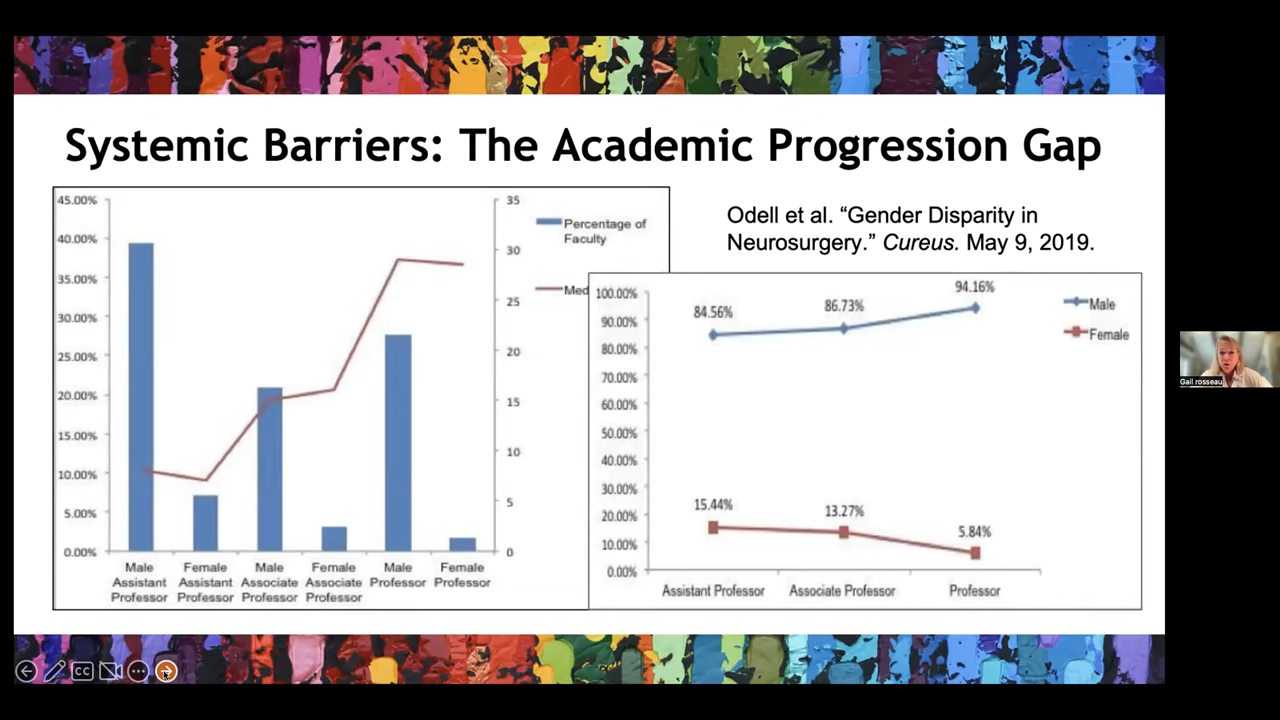 Systemic Barriers: The Academic Progression Gap
45.00%
40.00%
35.00%
30.00%
25.00%
20.00%
15.00%
10.00%
5.00%
0.00%
35
30
25
20
15
10
5
0
Percentage of
Faculty
Med
Male
Assistant
Professor
Female
Assistant
Professor
Male
Associate
Professor
Female
Associate
Professor
Male
Professor
Female
Professor
Odell et al. “Gender Disparity in
Neurosurgery.” Cureus. May 9, 2019.
100.00%
90.00%
80.00%
70.00%
60.00%
50.00%
40.00%
30.00%
20.00%
10.00%
0.00%
84.56%
86.73%
94.16%
15.44%
13.27%
5.84%
Male
Female
Assistant Professor
Associate Professor
Professor
Gail rosseau
CC